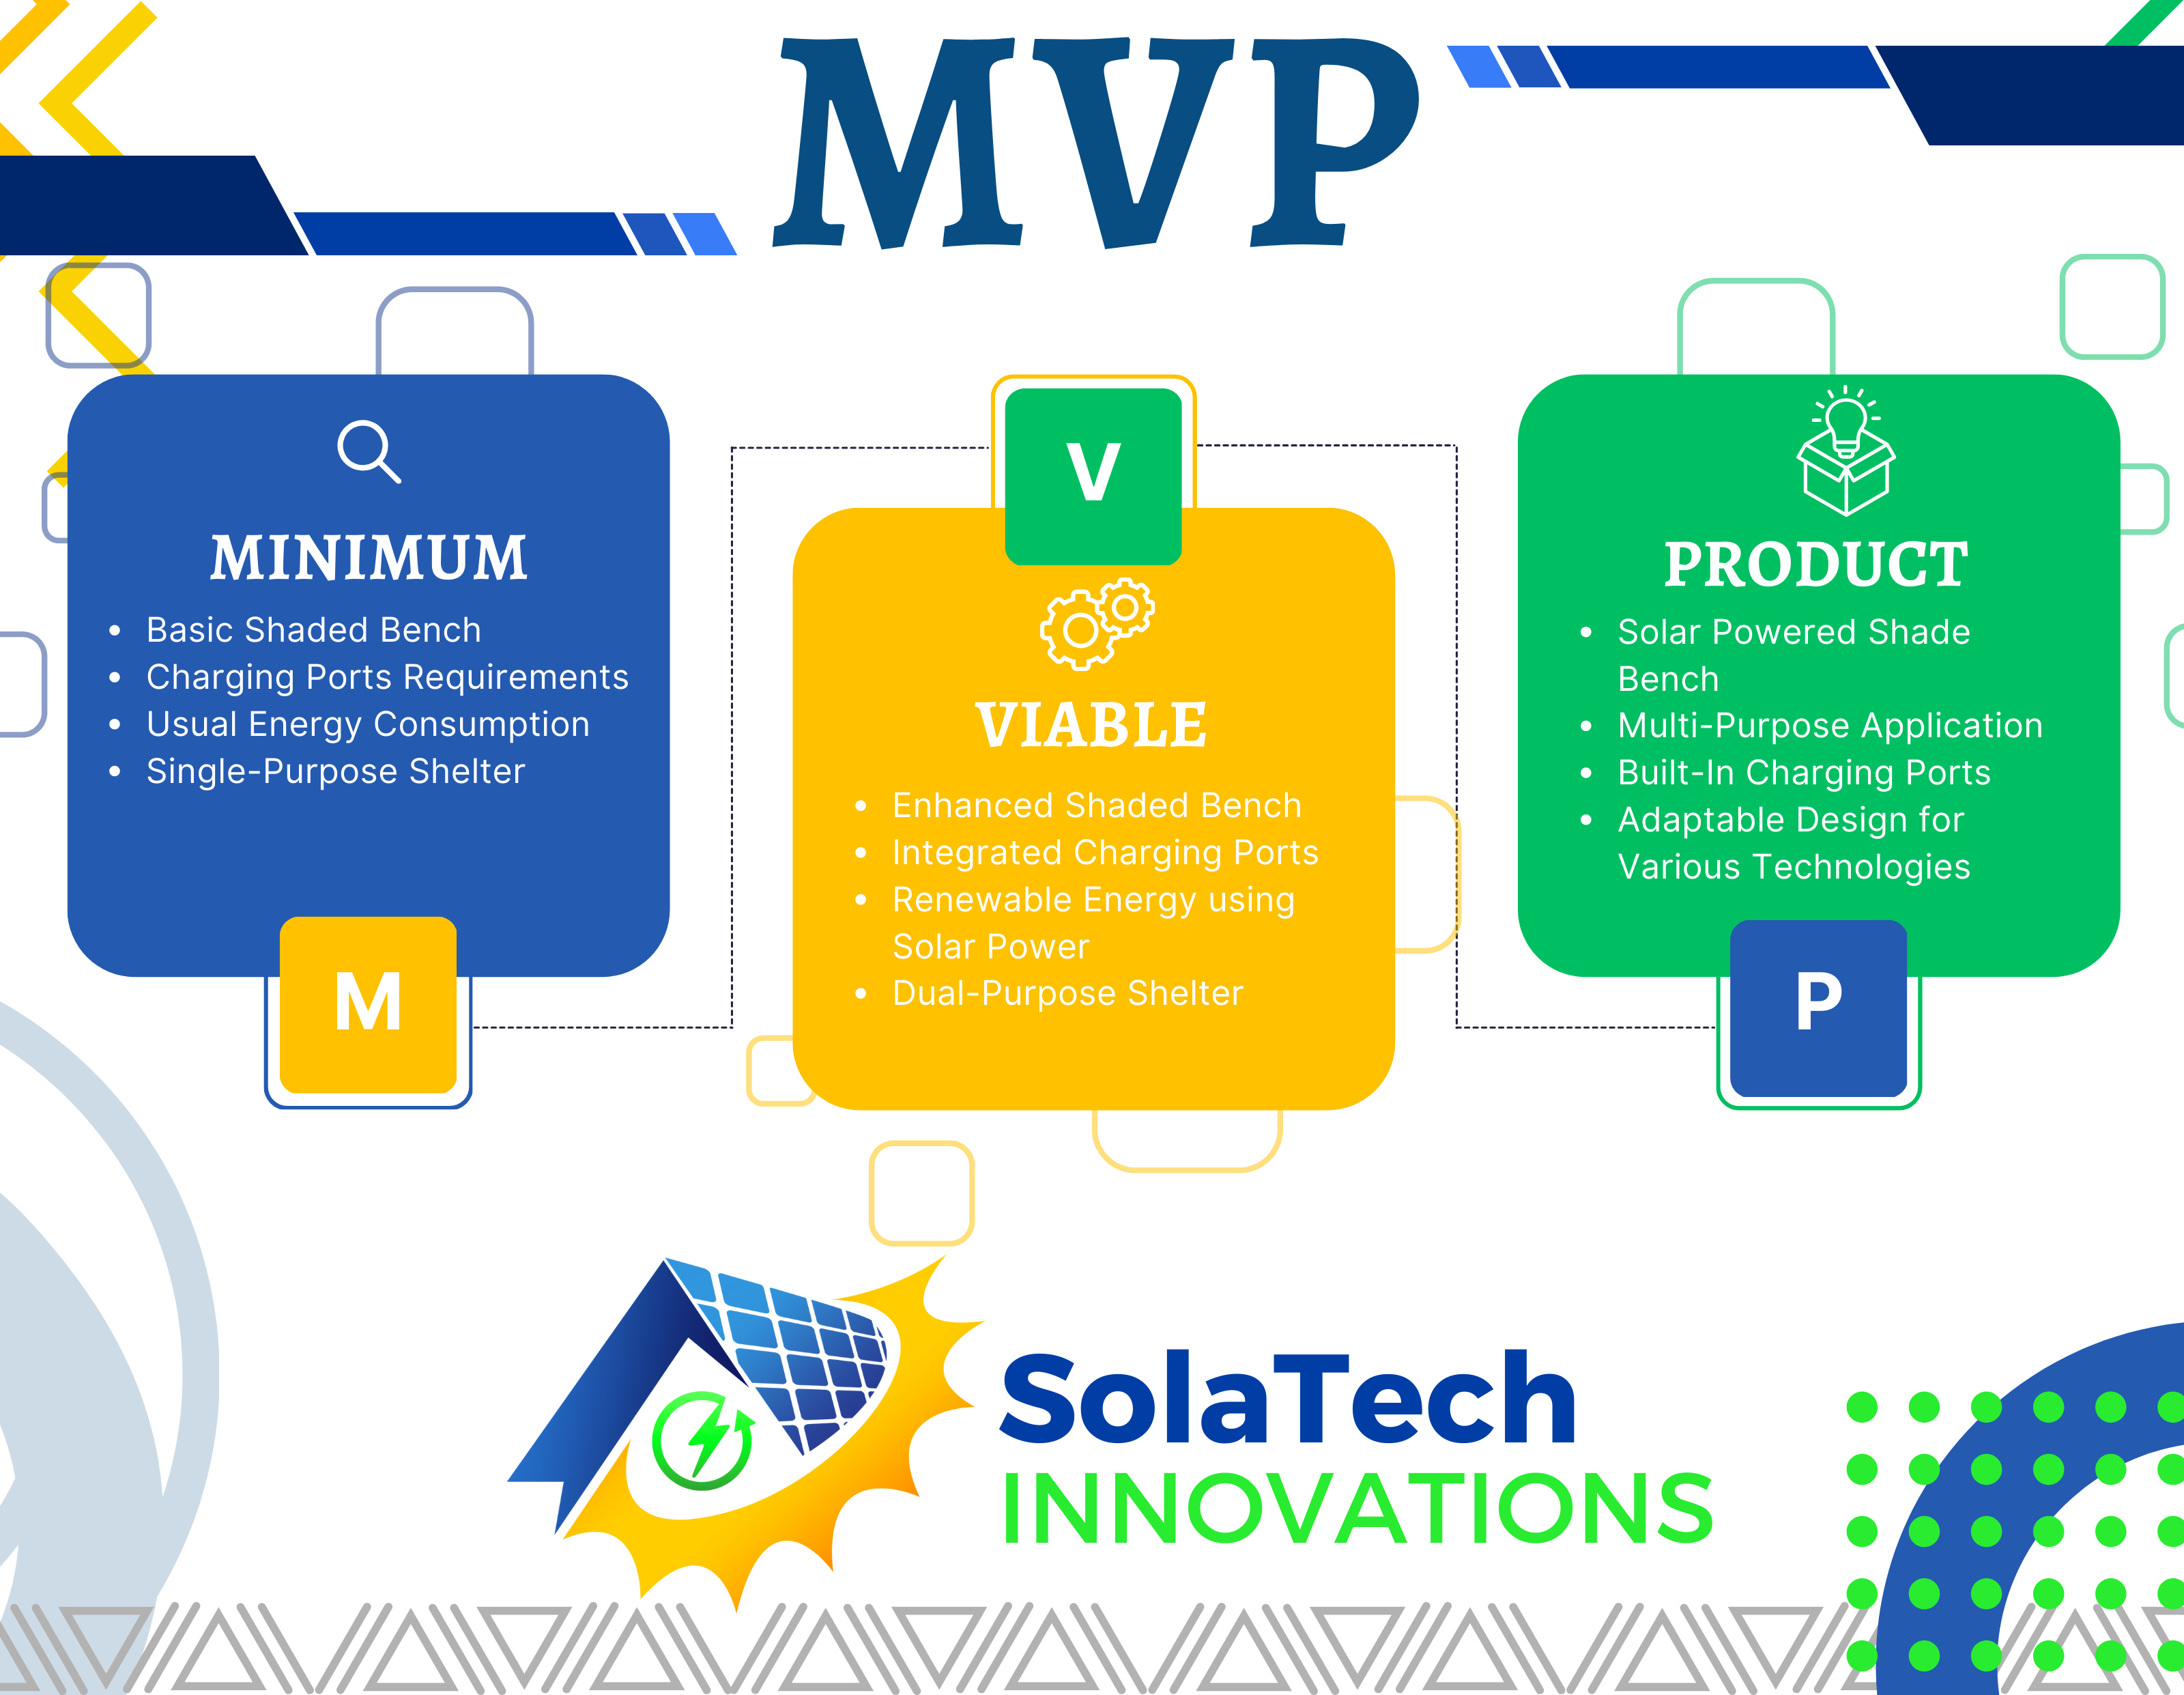 MVP
MINIMUM
• Basic Shaded Bench
• Charging Ports Requirements
• Usual Energy Consumption
• Single-Purpose Shelter
M
V
VIABLE
• Enhanced Shaded Bench
• Integrated Charging Ports
• Renewable Energy using
Solar Power
• Dual-Purpose Shelter
PRODUCT
• Solar Powered Shade
Bench
• Multi-Purpose Application
• Built-In Charging Ports
• Adaptable Design for
Various Technologies
P
SolaTech
INNOVATIONS